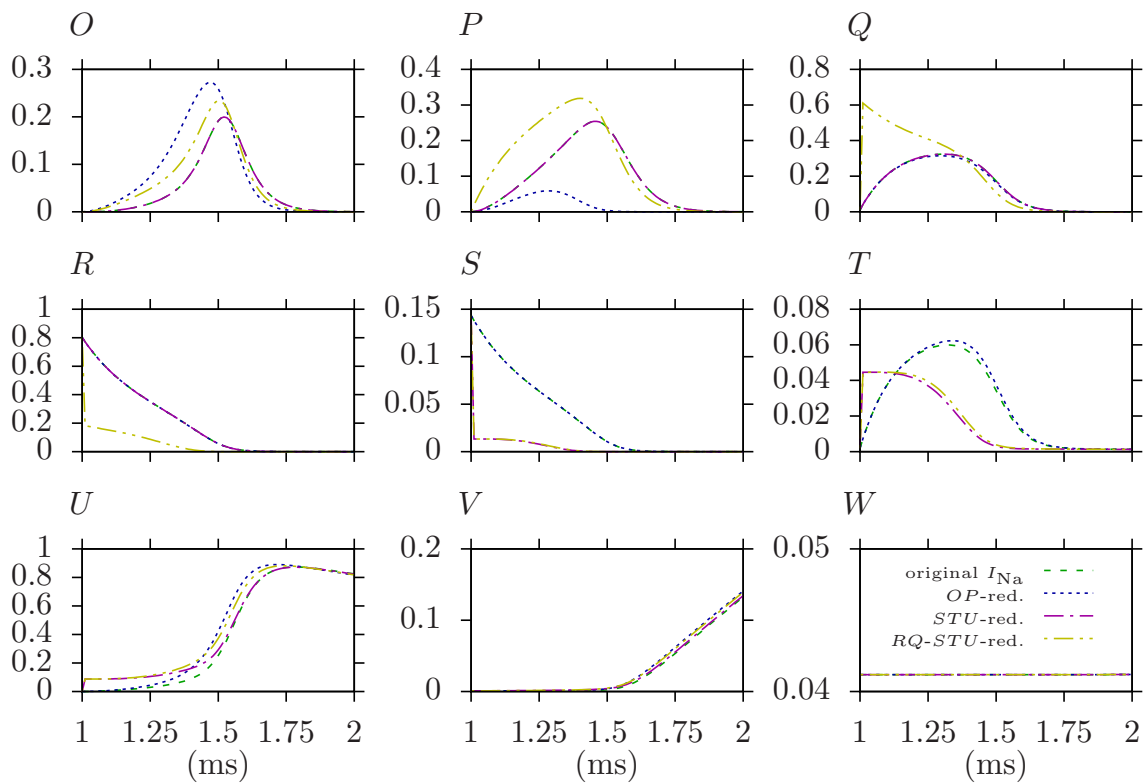 O P Q
0.3 0.4 0.8
0.2 0.3 0.6
0.1 0.2 0.4
0 0.1 0.2
0 0
R S T
1 0.15 0.08
0.8 0.1 0.06
0.6 0.05 0.04
0.4 0 0.02
0.2 0
0
U V W
1 0.2 0.05
0.8 0.1 0.04
0.6 0
0.4
0.2
0
original I_Na
OP-red.
STU-red.
RQ-STU-red.
1 1.25 1.5 1.75 2 1 1.25 1.5 1.75 2 1 1.25 1.5 1.75 2
(ms) (ms) (ms)